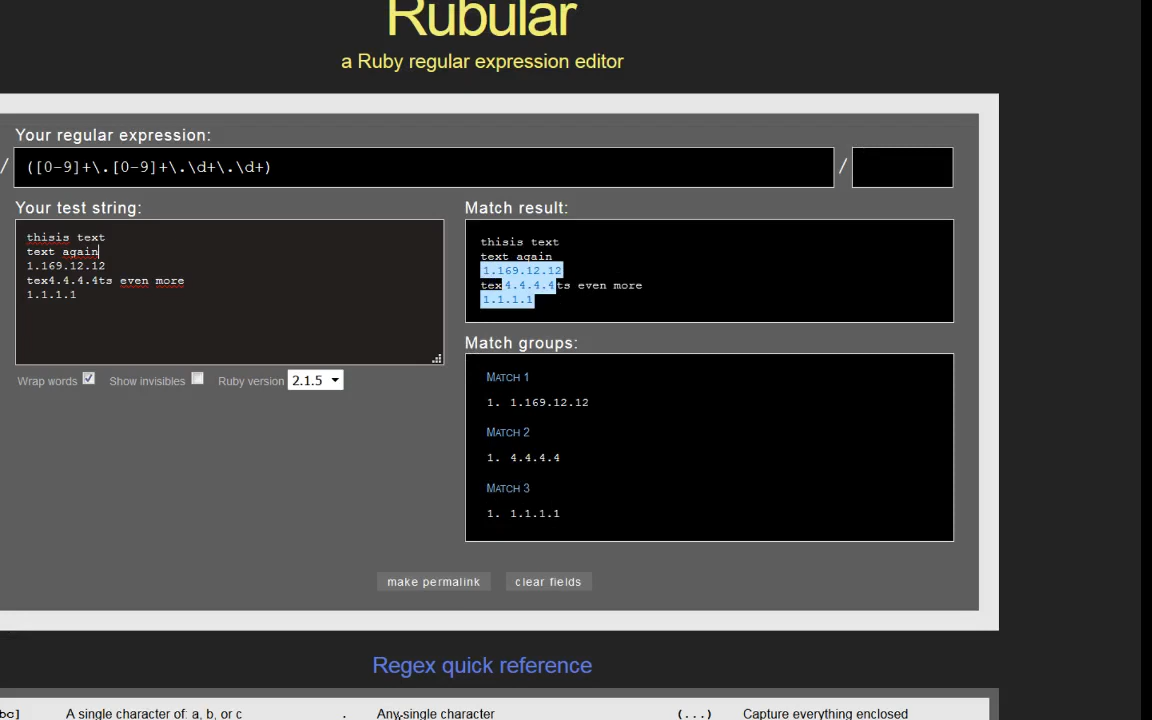 Rubular
a Ruby regular expression editor
Your regular expression:
/ ([0-9]+\.[0-9]+\.\d+\.\d+) /
Your test string:
thisis text
text again
1.169.12.12
tex4.4.4.4ts even more
1.1.1.1
Wrap words Show invisibles Ruby version 2.1.5
Match result:
thisis text
text again
1.169.12.12
tex4.4.4.4ts even more
1.1.1.1
Match groups:
MATCH 1
1. 1.169.12.12
MATCH 2
1. 4.4.4.4
MATCH 3
1. 1.1.1.1
make permalink clear fields
Regex quick reference
bc] A single character of: a, b, or c . Any single character (...) Capture everything enclosed